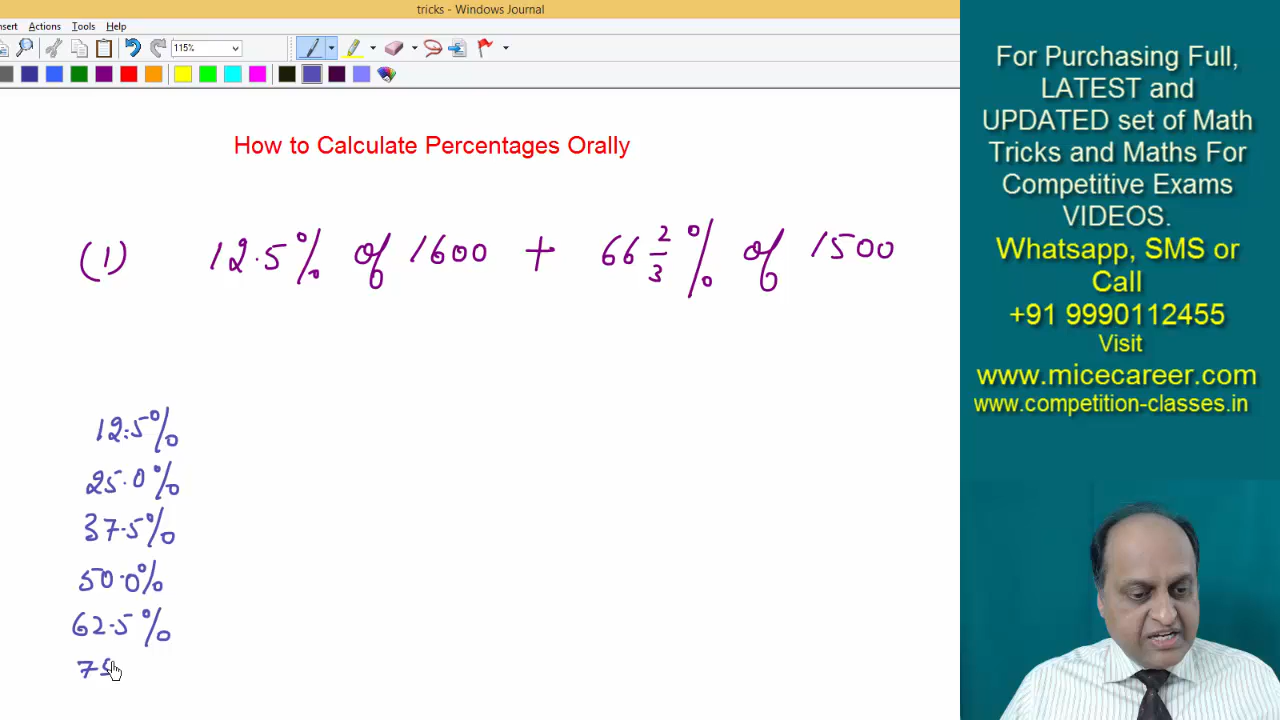 tricks - Windows Journal
nsert Actions Tools Help
115%
How to Calculate Percentages Orally
(1) 12.5% of 1600 + 66 2/3 % of 1500
12.5%
25.0%
37.5%
50.0%
62.5%
75
For Purchasing Full,
LATEST and
UPDATED set of Math
Tricks and Maths For
Competitive Exams
VIDEOS.
Whatsapp, SMS or
Call
+91 9990112455
Visit
www.micecareer.com
www.competition-classes.in